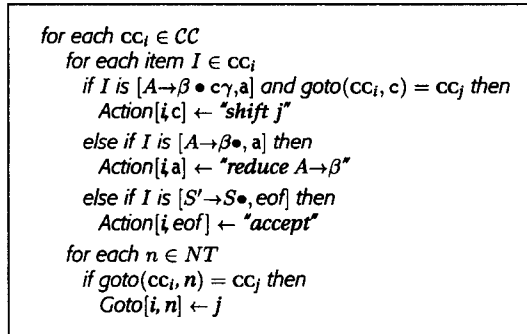 for each cc_i ∈ CC
for each item I ∈ cc_i
if I is [A→β • cγ,a] and goto(cc_i, c) = cc_j then
Action[i,c] ← "shift j"
else if I is [A→β•, a] then
Action[i,a] ← "reduce A→β"
else if I is [S'→S•, eof] then
Action[i,eof] ← "accept"
for each n ∈ NT
if goto(cc_i, n) = cc_j then
Goto[i, n] ← j